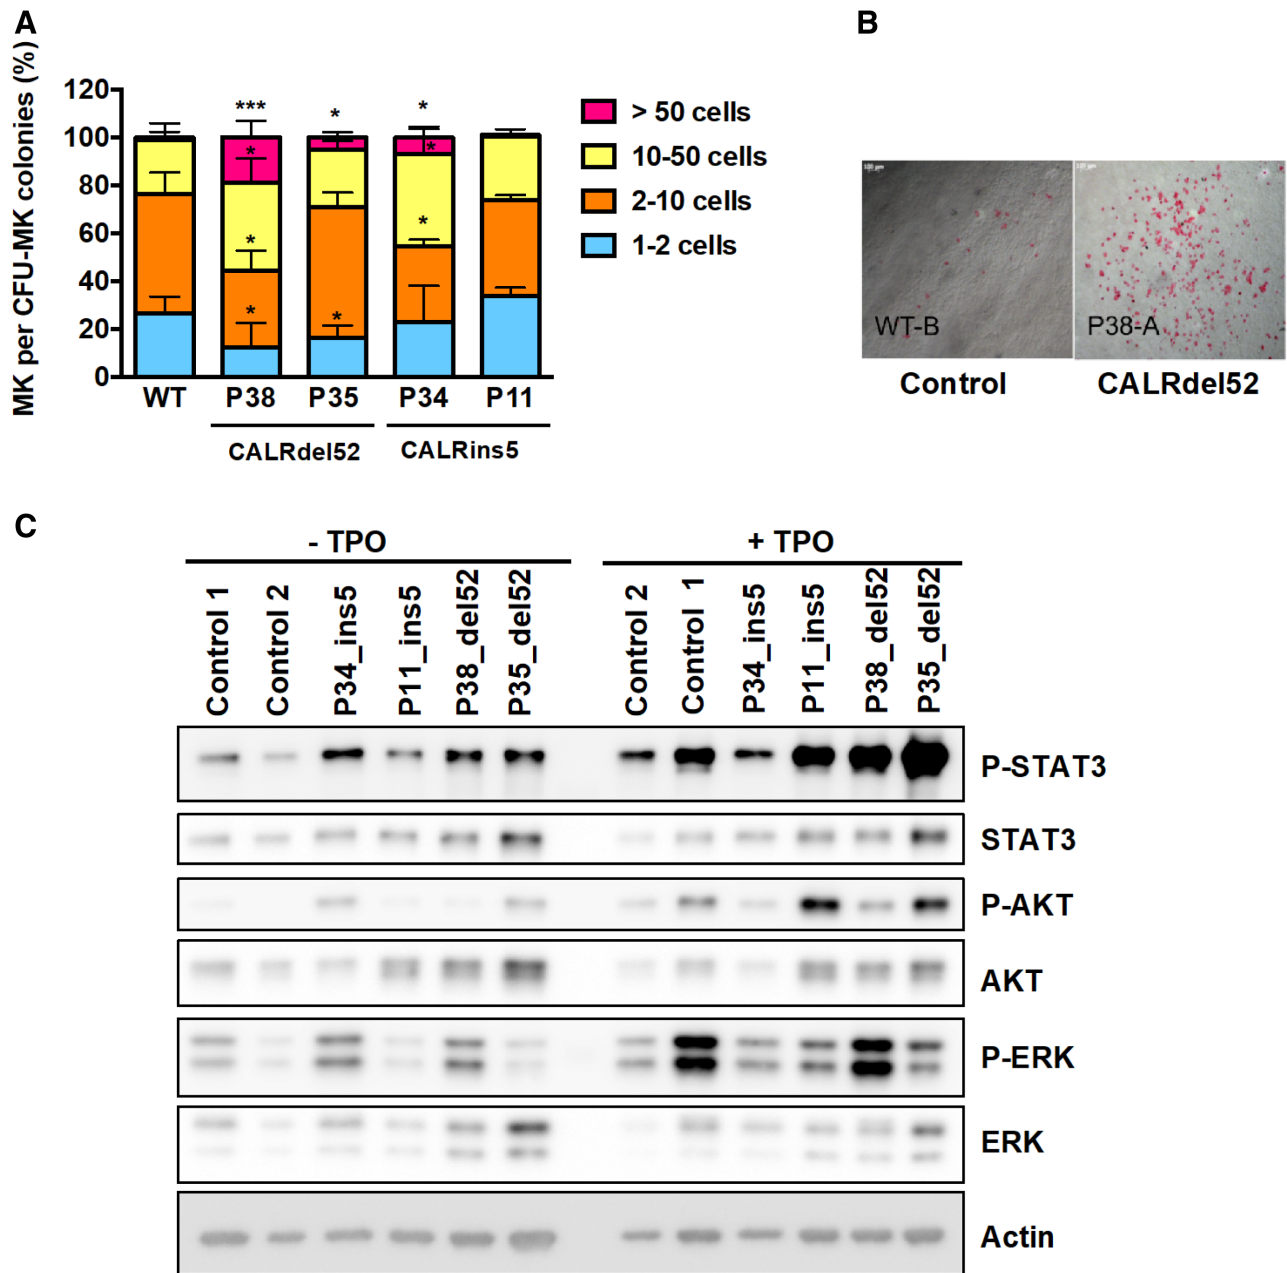 A
B
MK per CFU-MK colonies (%)
120
100
80
60
40
20
0
***
*
*
*
*
*
*
*
*
WT
P38
P35
P34
P11
CALRdel52
CALRins5
> 50 cells
10-50 cells
2-10 cells
1-2 cells
WT-B
P38-A
Control
CALRdel52
C
- TPO
+ TPO
Control 1
Control 2
P34_ins5
P11_ins5
P38_del52
P35_del52
Control 2
Control 1
P34_ins5
P11_ins5
P38_del52
P35_del52
P-STAT3
STAT3
P-AKT
AKT
P-ERK
ERK
Actin